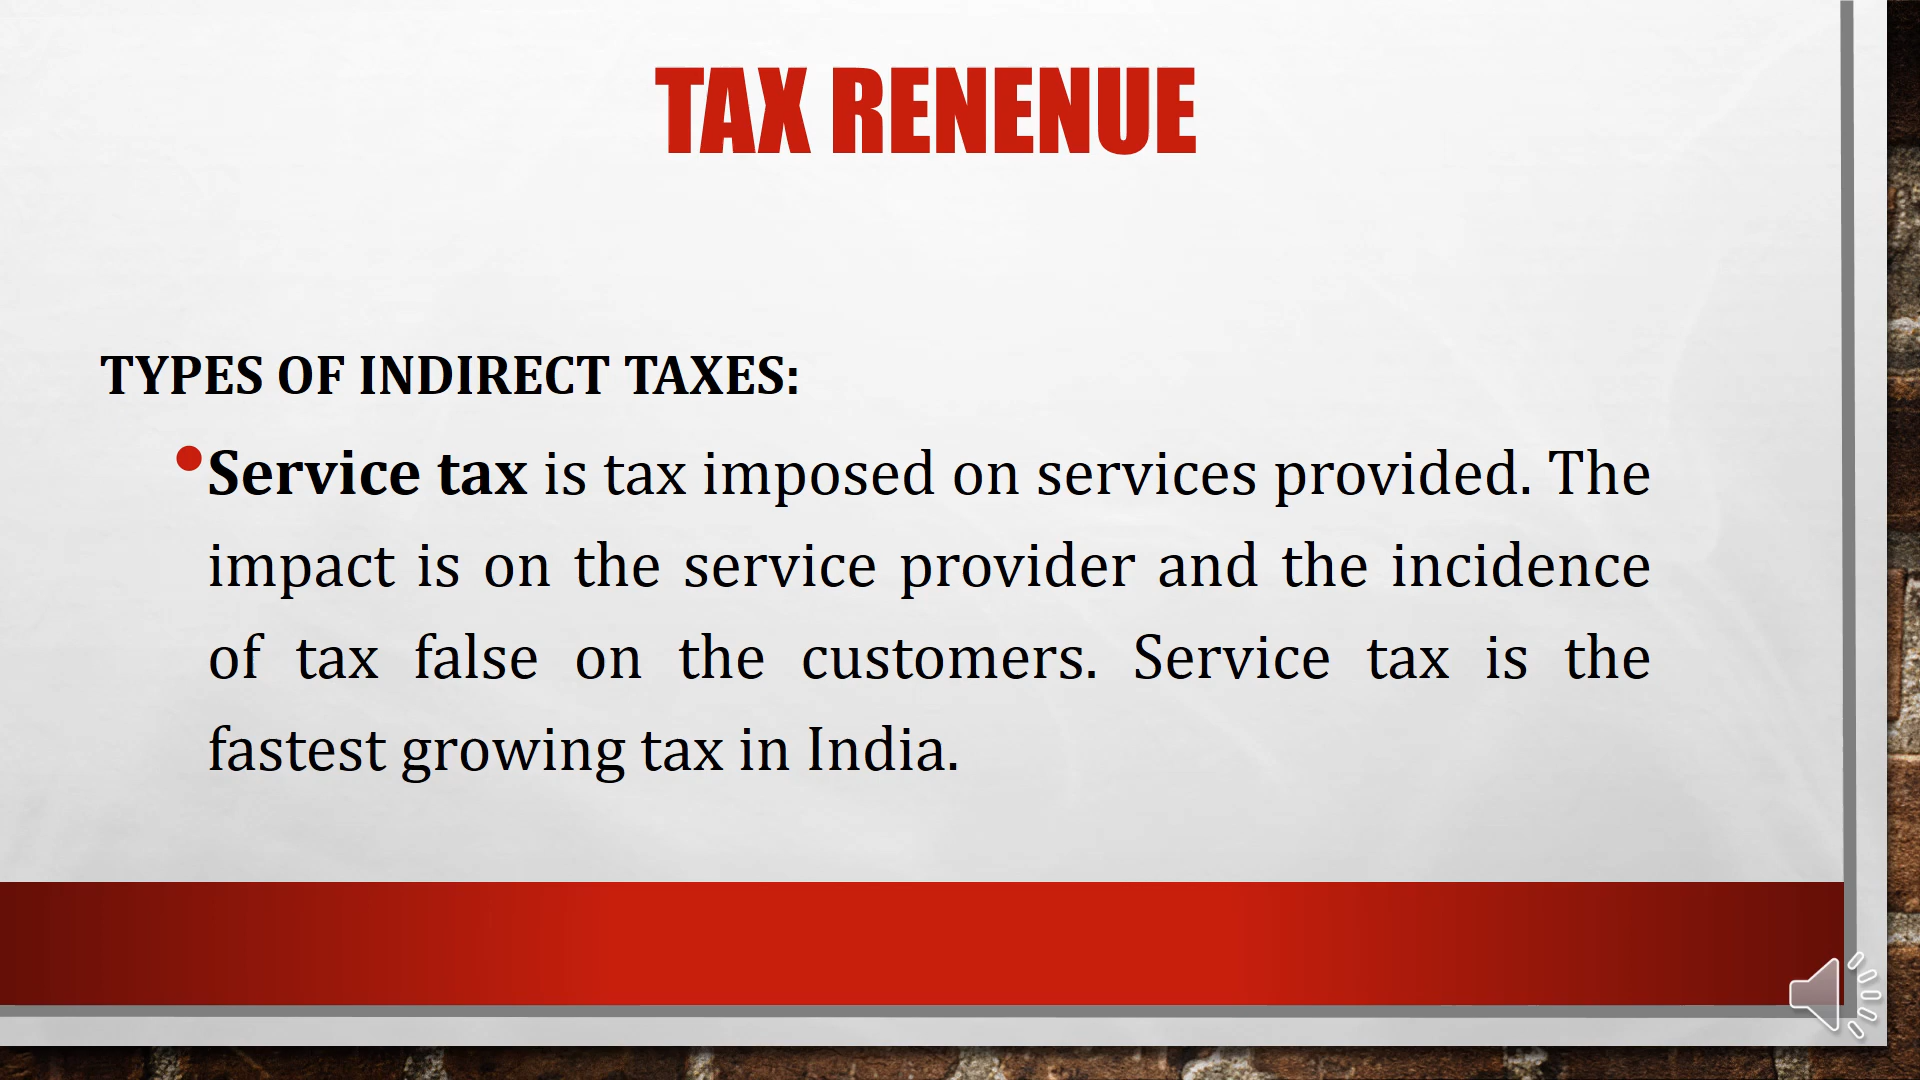 TAX RENENUE
TYPES OF INDIRECT TAXES:
•Service tax is tax imposed on services provided. The
impact is on the service provider and the incidence
of tax false on the customers. Service tax is the
fastest growing tax in India.